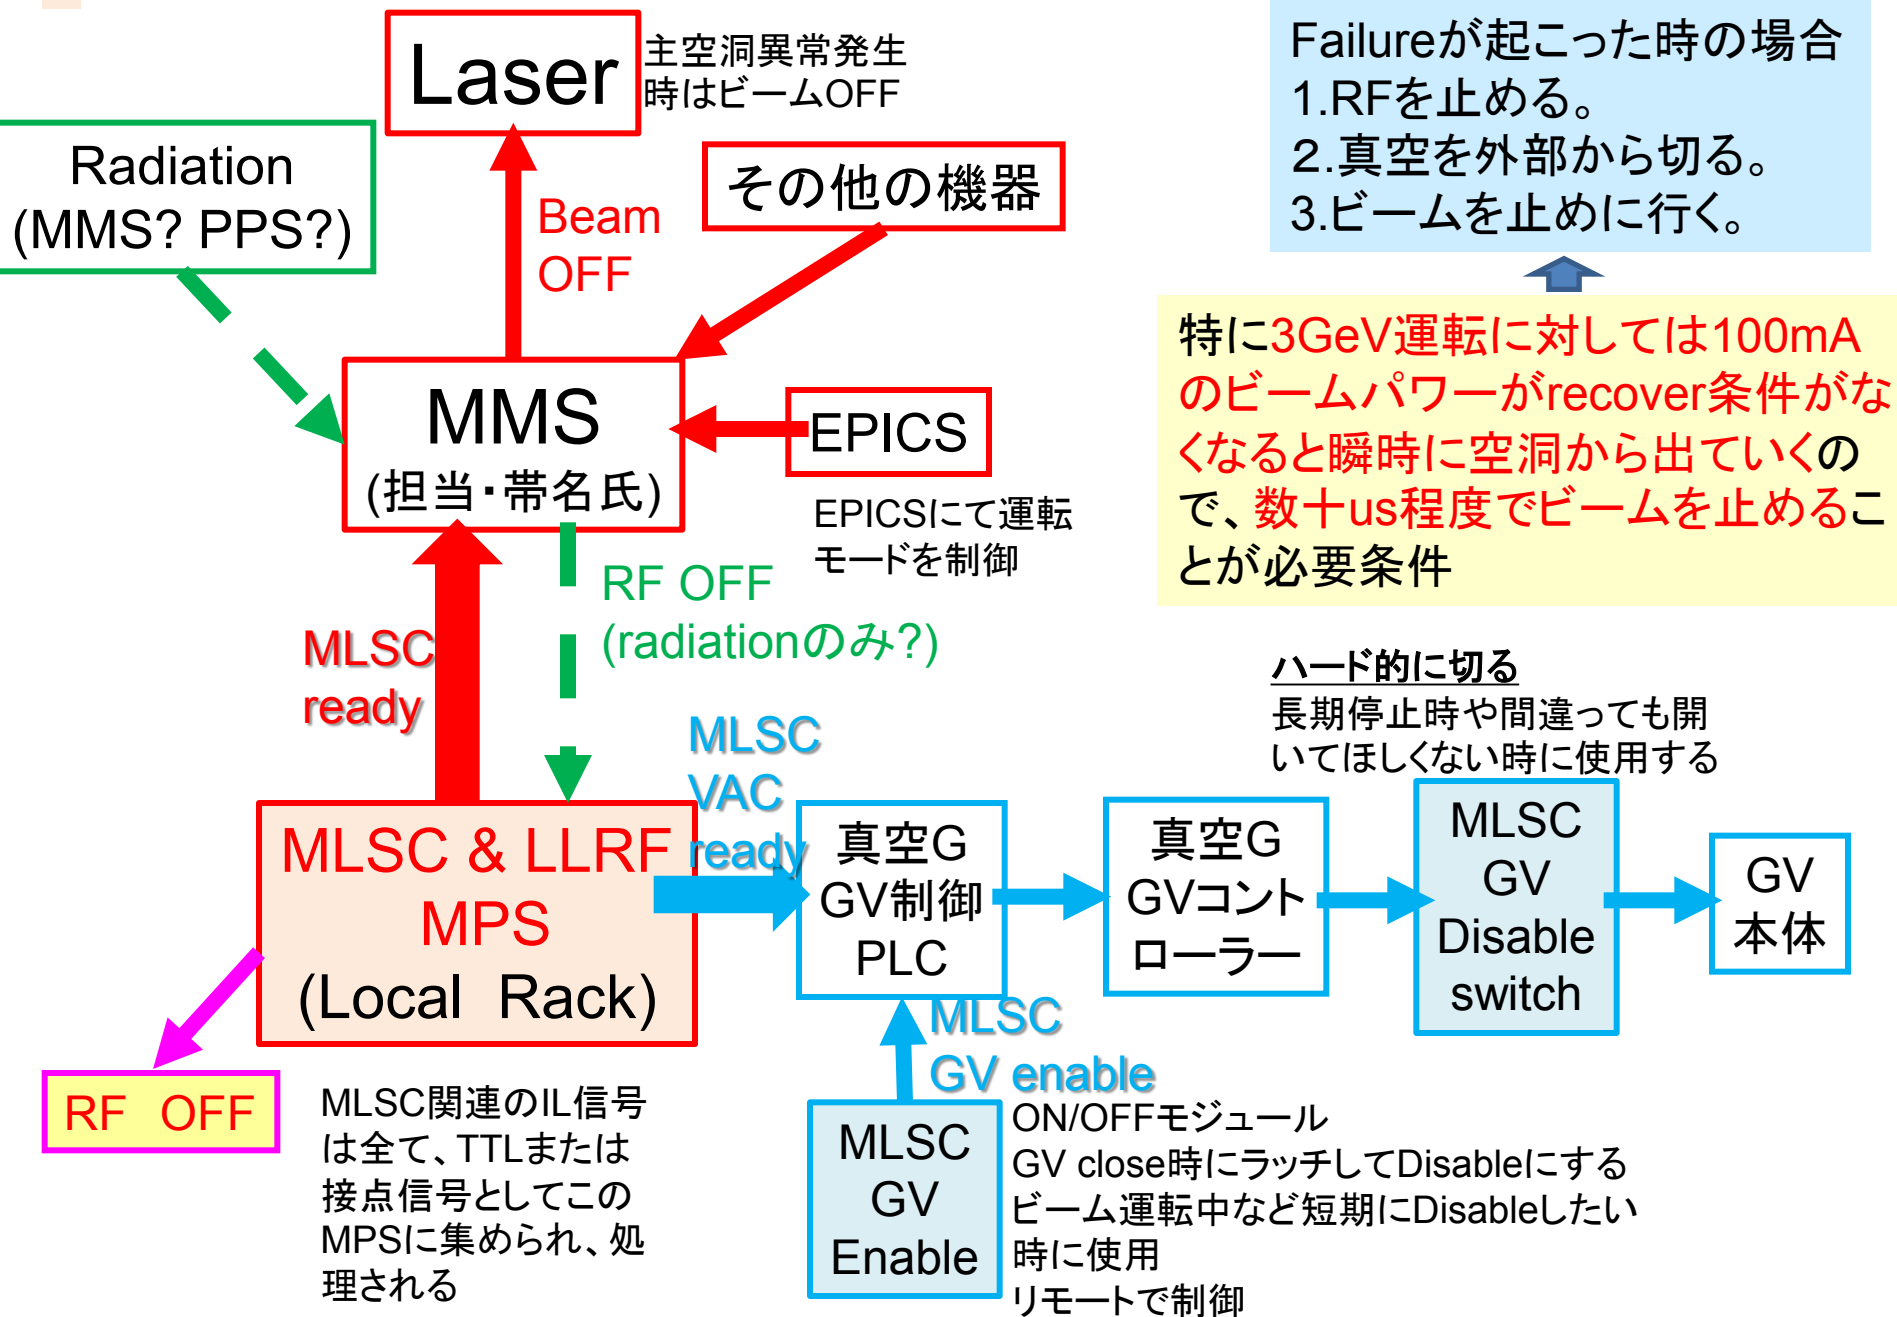 Laser
主空洞異常発生
時はビームOFF
Failureが起こった時の場合
1.RFを止める。
２.真空を外部から切る。
3.ビームを止めに行く。
Radiation
(MMS? PPS?)
その他の機器
Beam
OFF
特に3GeV運転に対しては100mA
のビームパワーがrecover条件がな
くなると瞬時に空洞から出ていくの
で、数十us程度でビームを止めるこ
とが必要条件
MMS
(担当・帯名氏)
EPICS
EPICSにて運転
モードを制御
RF OFF
(radiationのみ?)
MLSC
ready
ハード的に切る
長期停止時や間違っても開
いてほしくない時に使用する
MLSC
VAC
ready
MLSC & LLRF
MPS
(Local Rack)
真空G
GV制御
PLC
真空G
GVコント
ローラー
MLSC
GV
Disable
switch
GV
本体
MLSC
GV enable
RF OFF
MLSC関連のIL信号
は全て、TTLまたは
接点信号としてこの
MPSに集められ、処
理される
MLSC
GV
Enable
ON/OFFモジュール
GV close時にラッチしてDisableにする
ビーム運転中など短期にDisableしたい
時に使用
リモートで制御